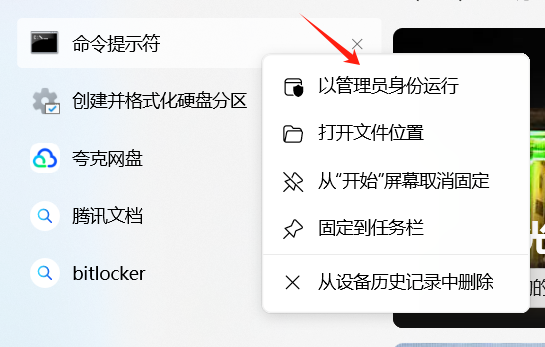 命令提示符
创建并格式化硬盘分区
夸克网盘
腾讯文档
bitlocker
以管理员身份运行
打开文件位置
从“开始”屏幕取消固定
固定到任务栏
从设备历史记录中删除
的